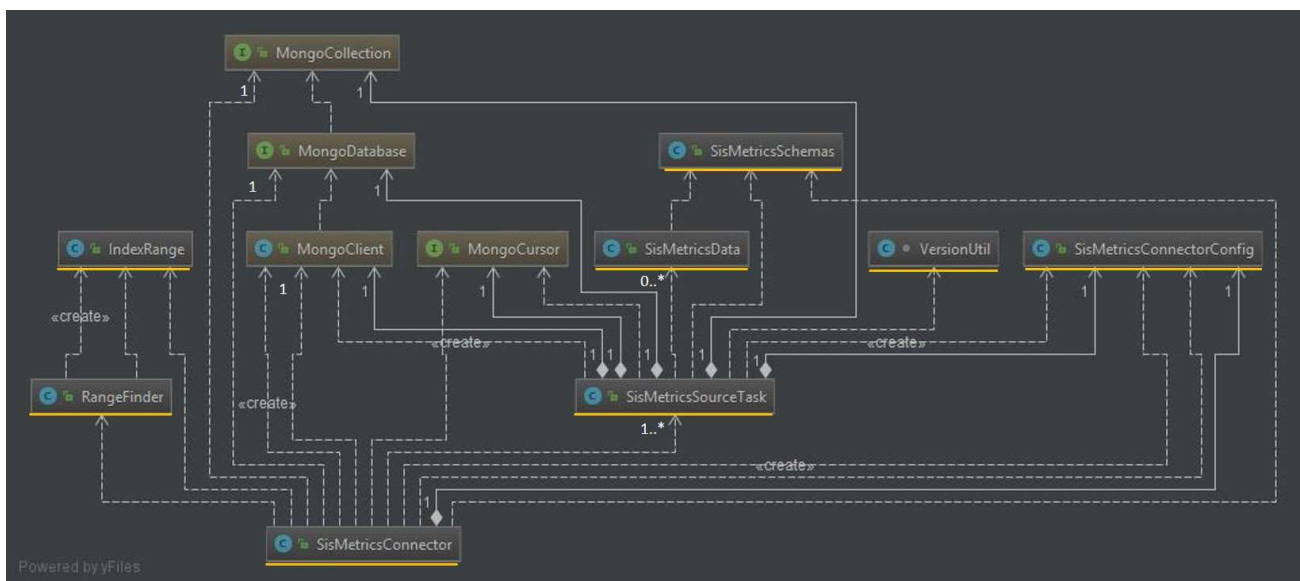 MongoCollection
1
1
MongoDatabase
SisMetricsSchemas
1
1
IndexRange
MongoClient
MongoCursor
SisMetricsData
VersionUtil
SisMetricsConnectorConfig
1
1
1
0..*
1
1
«create»
«create»
«create»
1
1
1
1
1
RangeFinder
SisMetricsSourceTask
«create»
1..*
«create»
1
SisMetricsConnector
Powered by yFiles